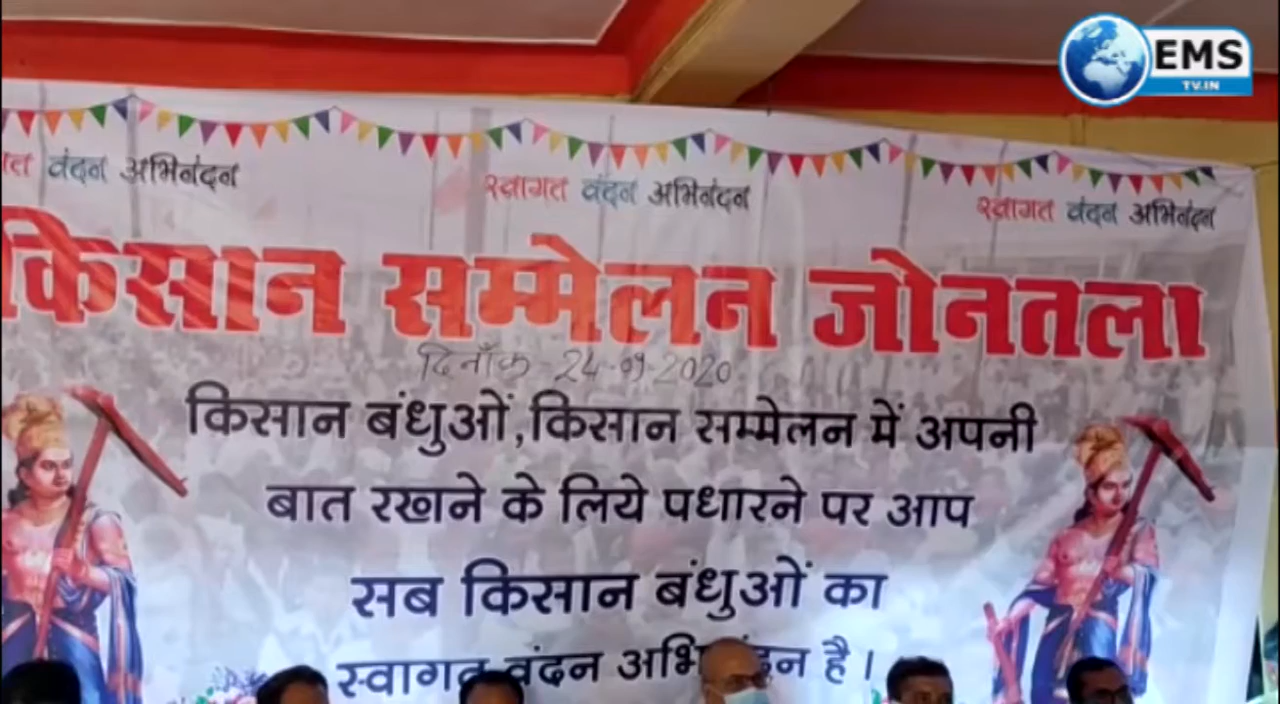 EMS
TV.IN
वंदन अभिनंदन
स्वागत वंदन अभिनंदन
स्वागत वंदन अभिनंदन
किसान सम्मेलन जोनतला
दिनाँक-24-09-2020
किसान बंधुओं, किसान सम्मेलन में अपनी
बात रखने के लिये पधारने पर आप
सब किसान बंधुओं का
स्वागत वंदन अभिनंदन है।